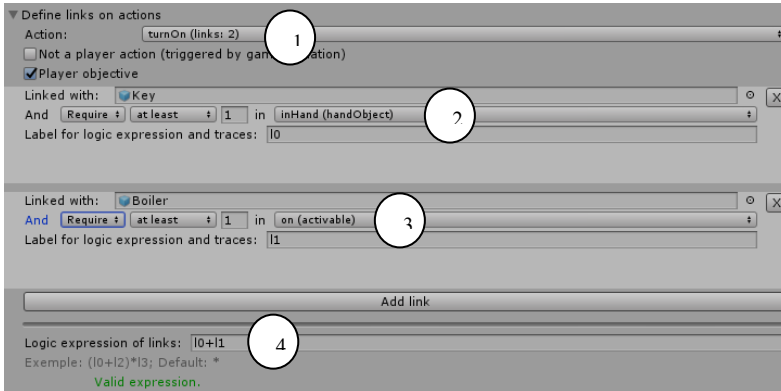 Define links on actions
Action: turnOn (links: 2) 1
Not a player action (triggered by game
Player objective
Linked with: Key X
And Require at least 1 in inHand (handObject) 2
Label for logic expression and traces: l0
Linked with: Boiler X
And Require at least 1 in on (activable) 3
Label for logic expression and traces: l1
Add link
Logic expression of links: l0+l1 4
Exemple: (l0+l2)*l3; Default: *
Valid expression.